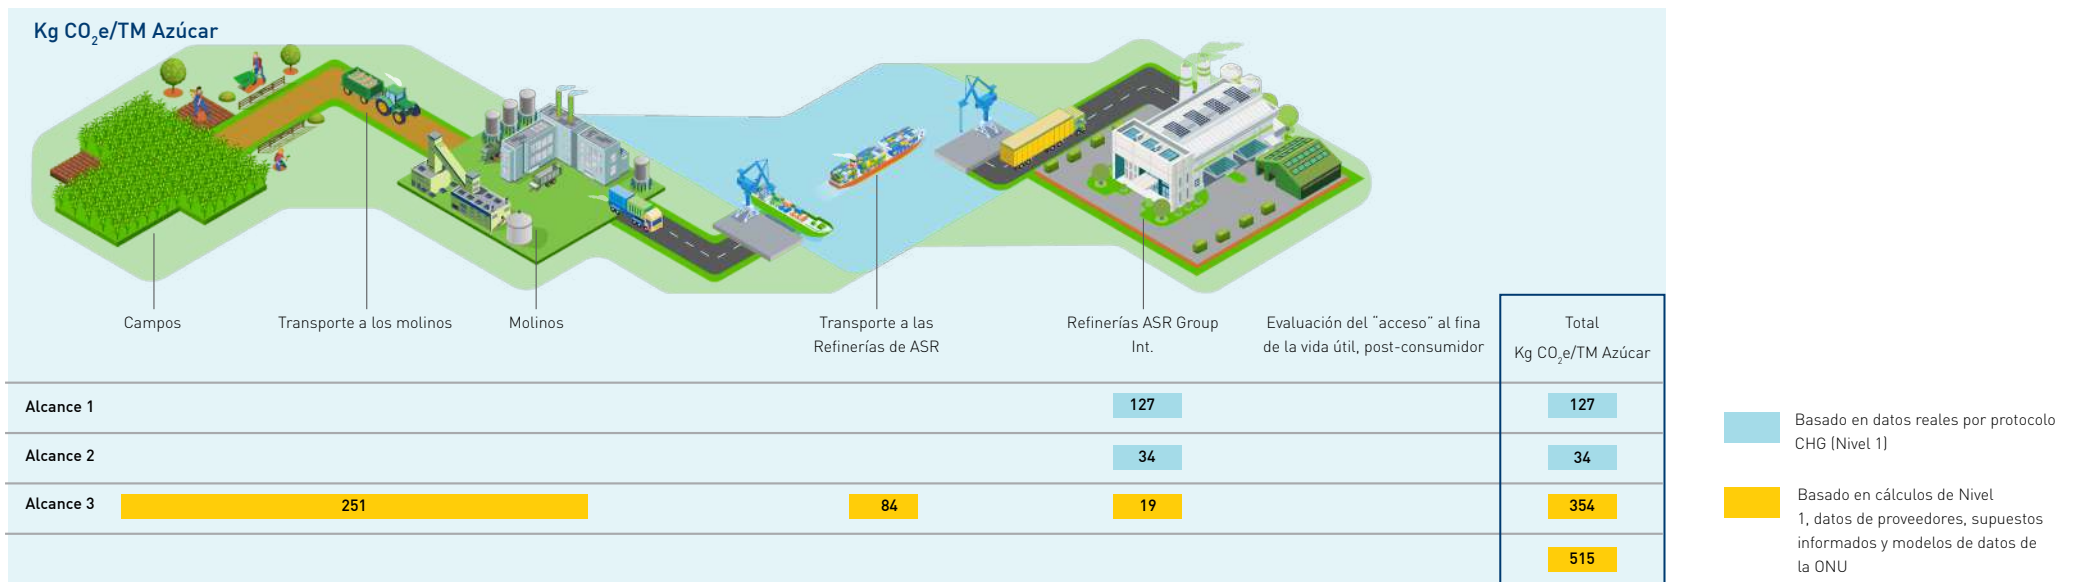 Kg CO₂e/TM Azúcar
Campos
Transporte a los molinos
Molinos
Transporte a las
Refinerías de ASR
Refinerías ASR Group
Int.
Evaluación del “acceso” al fina
de la vida útil, post-consumidor
Total
Kg CO₂e/TM Azúcar
Alcance 1
127
127
Alcance 2
34
34
Alcance 3
251
84
19
354
515
Basado en datos reales por protocolo
CHG (Nivel 1)
Basado en cálculos de Nivel
1, datos de proveedores, supuestos
informados y modelos de datos de
la ONU